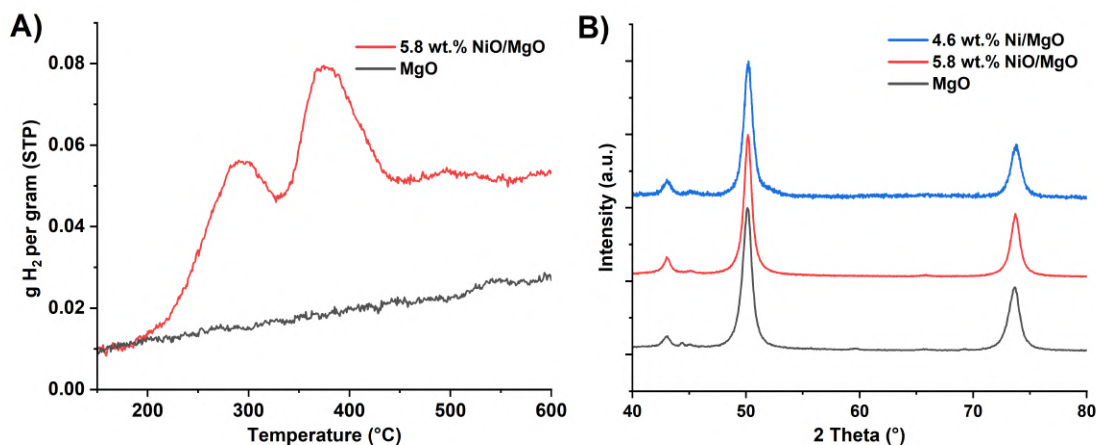 A)
5.8 wt.% NiO/MgO
MgO
0.08
0.06
0.04
0.02
0.00
g H₂ per gram (STP)
200 300 400 500 600
Temperature (°C)
B)
4.6 wt.% Ni/MgO
5.8 wt.% NiO/MgO
MgO
Intensity (a.u.)
40 50 60 70 80
2 Theta (°)